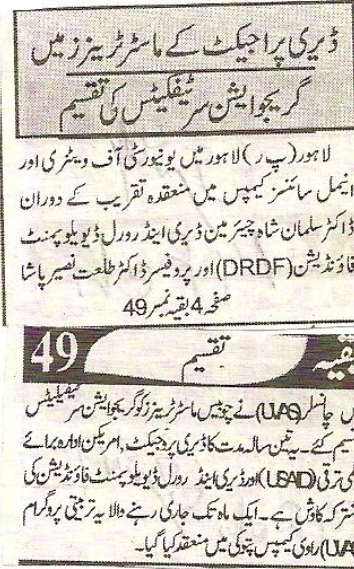 ڈیری پراجیکٹ کے ماسٹر ٹرینرز میں
گریجوایشن سرٹیفکیٹس کی تقسیم
لاہور(پ ر)لاہور میں یونیورسٹی آف ویٹرنری اور
اینمل سائنسز کیمپس میں منعقدہ تقریب کے دوران
ڈاکٹر سلمان شاہ چیئرمین ڈیری اینڈ رورل ڈیویلپمنٹ
فاؤنڈیشن(DRDF) اور پروفیسر ڈاکٹر طلعت نصیر پاشا
صفحہ 4 بقیہ نمبر 49
بقیہ تقسیم 49
چانسلر(UVAS) نے چوبیس ماسٹر ٹرینرز کو گریجوایشن سرٹیفکیٹس
کئے۔ یہ تین سالہ مدت کا ڈیری پروجیکٹ، امریکن ادارہ برائے
ترقی(USAID) اور ڈیری اینڈ رورل ڈیویلپمنٹ فاؤنڈیشن کی
کاوش ہے۔ ایک ماہ تک جاری رہنے والا یہ تربیتی پروگرام
(UVAS) راوی کیمپس پتوکی میں منعقد کیا گیا۔